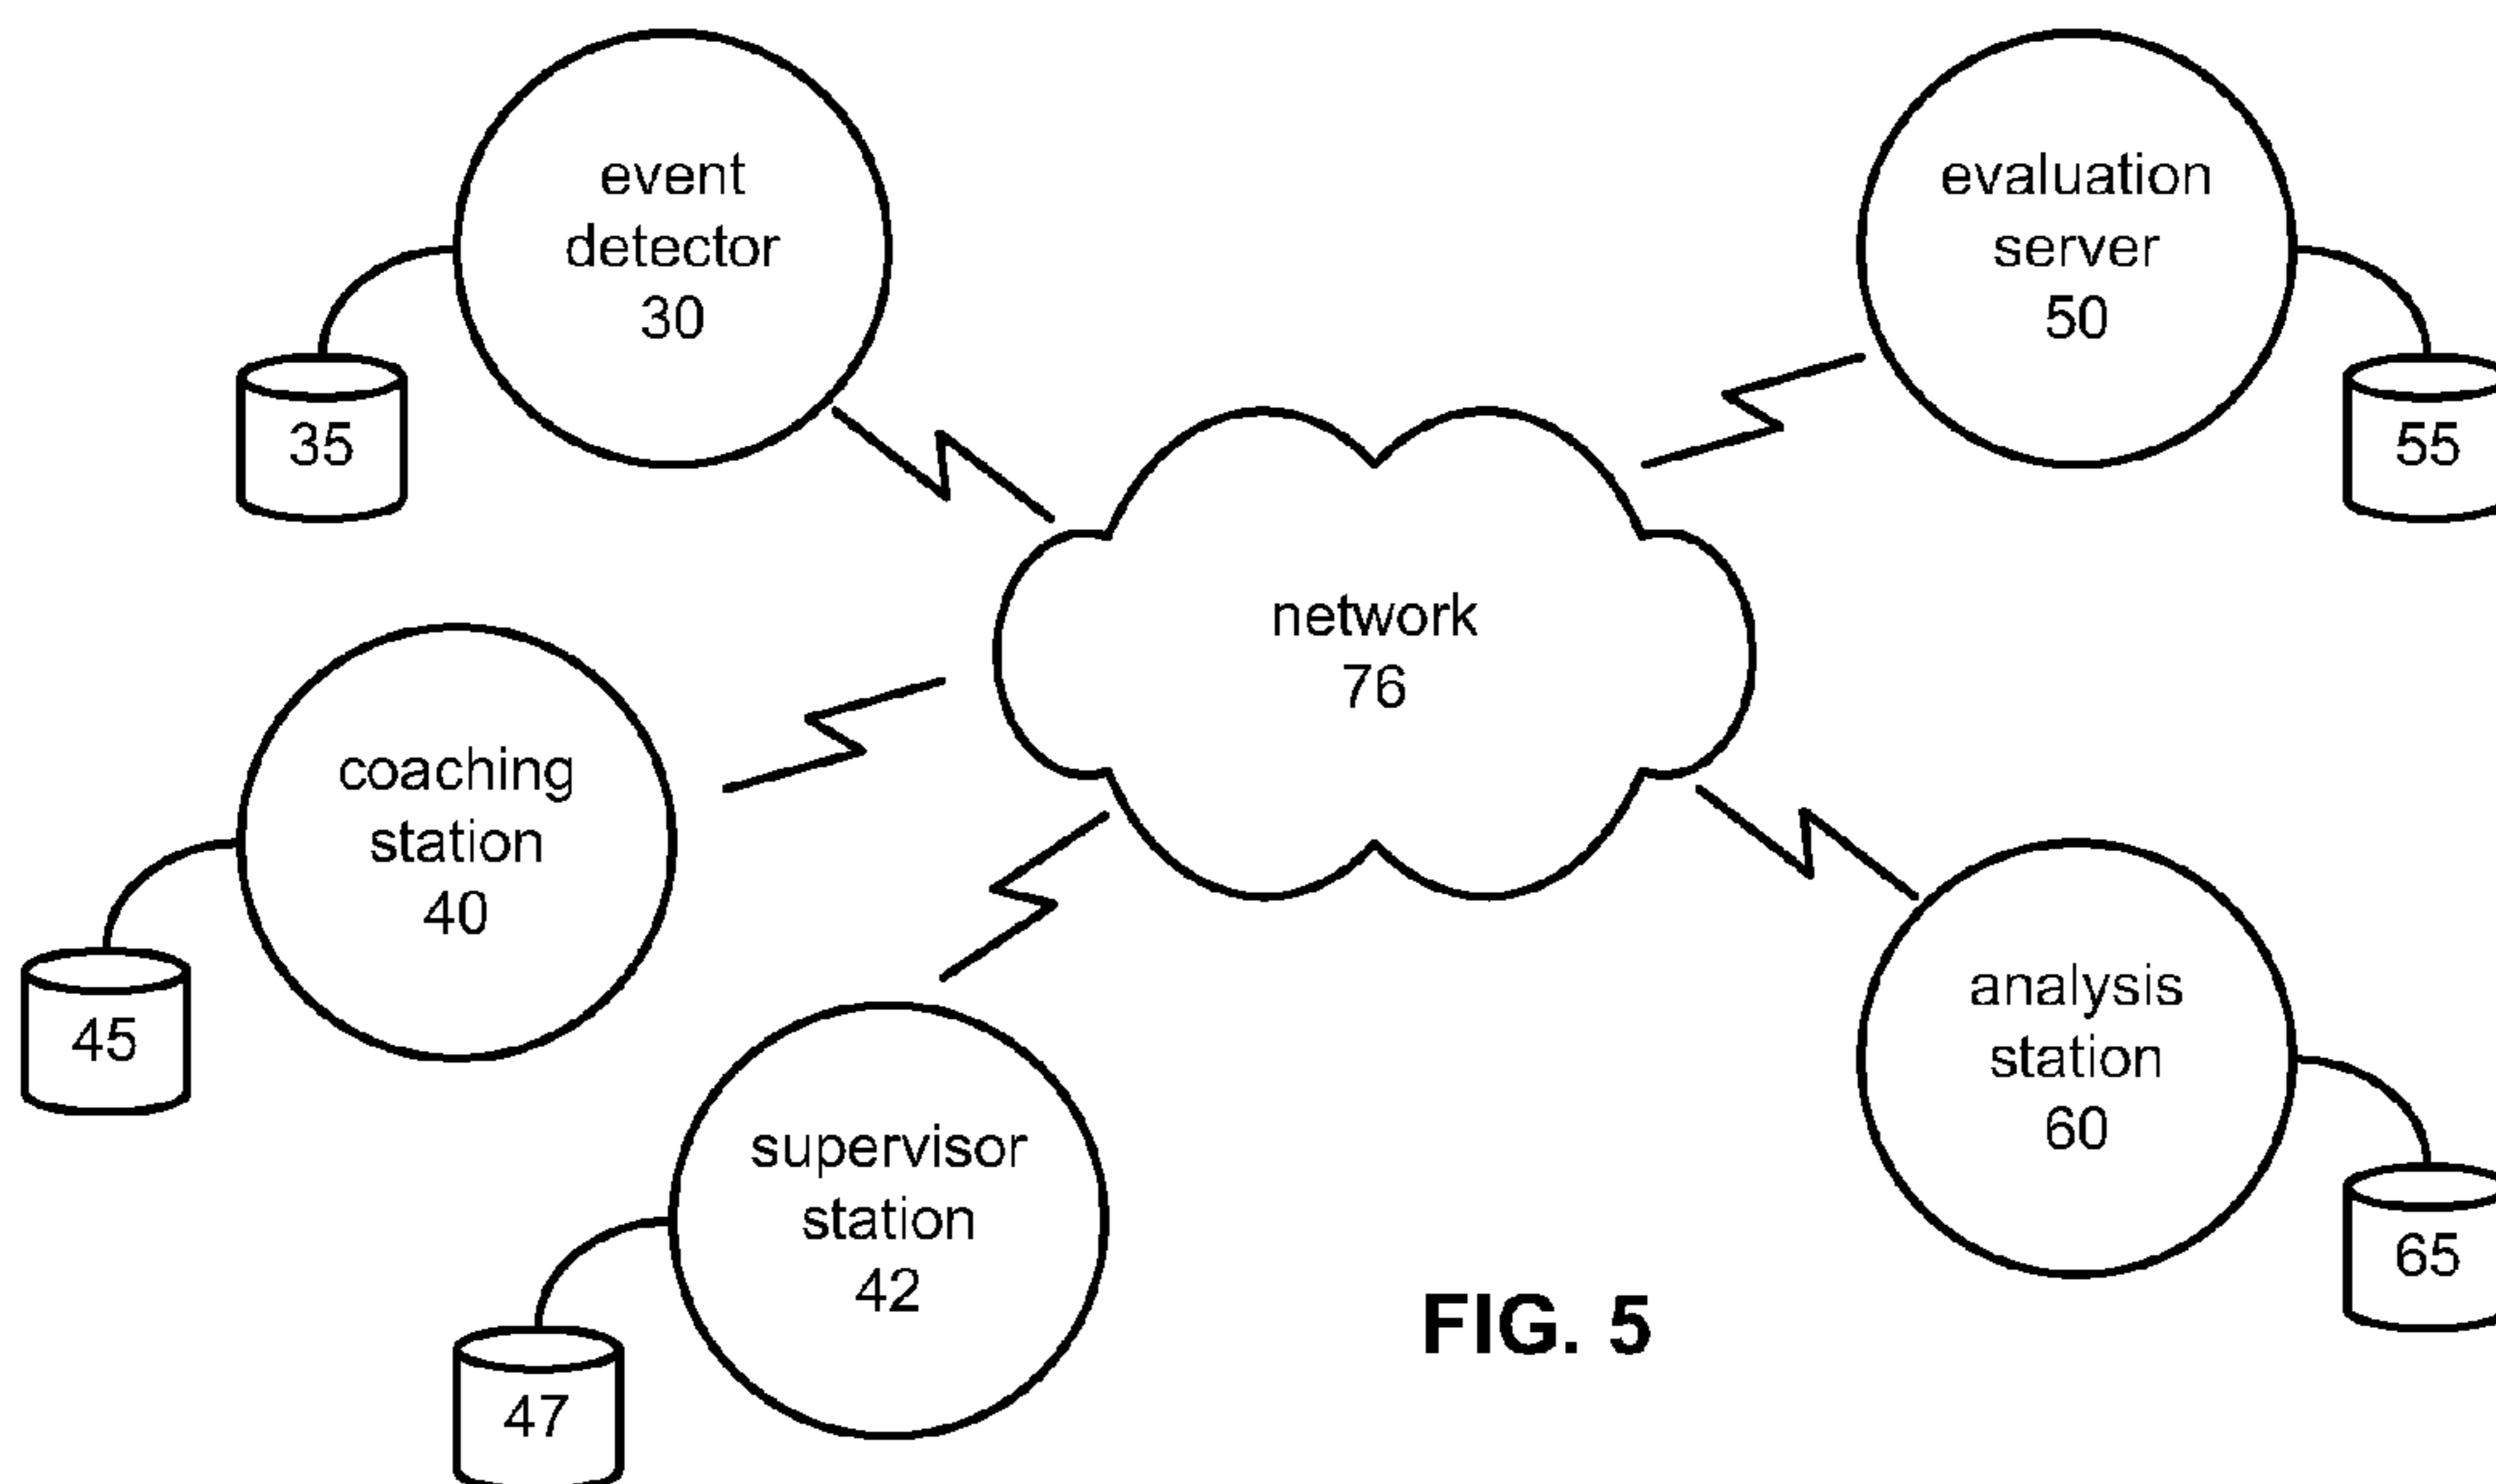 event
detector
30
35
evaluation
server
50
55
network
76
coaching
station
40
45
supervisor
station
42
47
analysis
station
60
65
FIG. 5